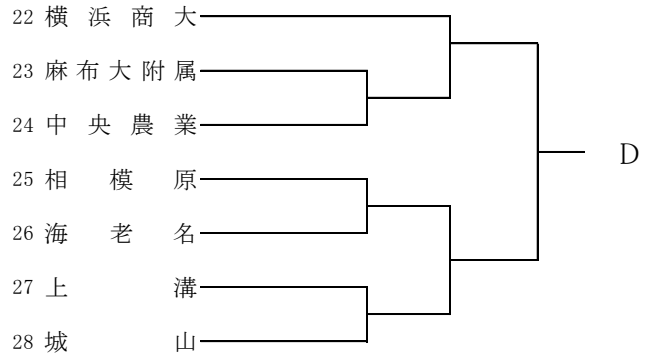 22 横浜商大
23 麻布大附属
24 中央農業
25 相模原
26 海老名
27 上溝
28 城山
D